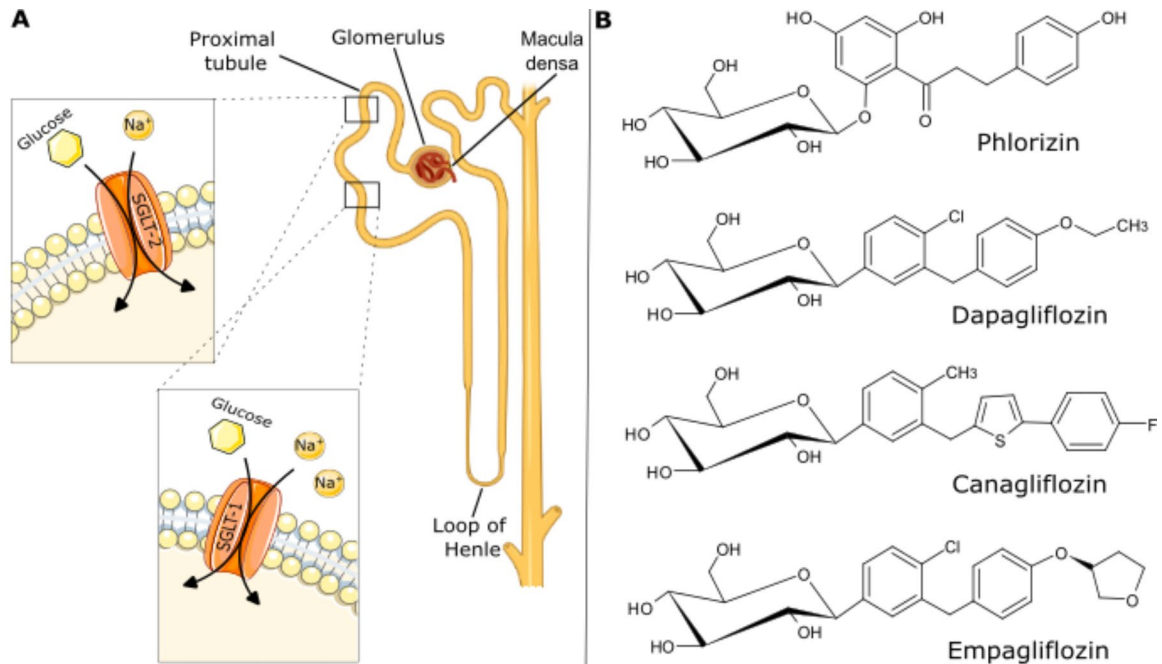 A
Proximal
tubule
Glomerulus
Macula
densa
Glucose
Na+
SGLT-2
Glucose
Na+
Na+
SGLT-1
Loop of
Henle
B
HO
OH
OH
OH
O
O
O
HO
HO
OH
Phlorizin
OH
O
Cl
O
CH3
HO
HO
OH
Dapagliflozin
OH
O
CH3
S
F
HO
HO
OH
Canagliflozin
OH
O
Cl
O
O
HO
HO
OH
Empagliflozin